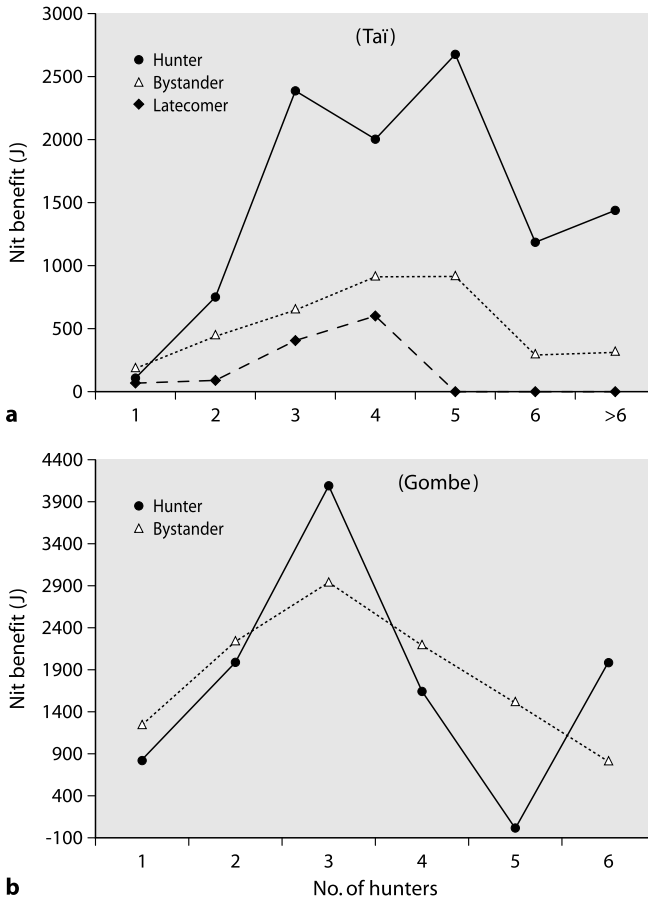 3000
(Taï)
Hunter
2500
Bystander
Latecomer
2000
Nit benefit (J)
1500
1000
500
0
a
1 2 3 4 5 6 >6
4400
(Gombe)
3900
Hunter
Bystander
3400
2900
Nit benefit (J)
2400
1900
1400
900
400
-100
1 2 3 4 5 6
b
No. of hunters